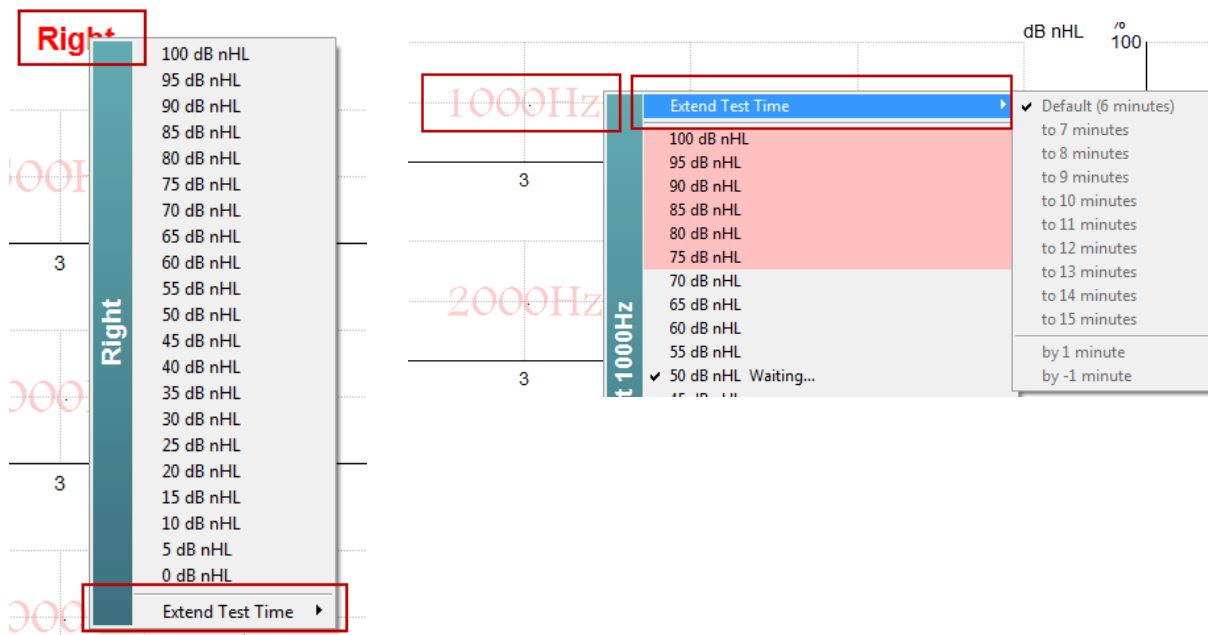 Right
100 dB nHL
95 dB nHL
90 dB nHL
85 dB nHL
80 dB nHL
75 dB nHL
70 dB nHL
65 dB nHL
60 dB nHL
55 dB nHL
50 dB nHL
45 dB nHL
40 dB nHL
35 dB nHL
30 dB nHL
25 dB nHL
20 dB nHL
15 dB nHL
10 dB nHL
5 dB nHL
0 dB nHL
Extend Test Time
Right
3
3
dB nHL
%
100
1000Hz
3
2000Hz
3
Extend Test Time
100 dB nHL
95 dB nHL
90 dB nHL
85 dB nHL
80 dB nHL
75 dB nHL
70 dB nHL
65 dB nHL
60 dB nHL
55 dB nHL
50 dB nHL Waiting...
1000Hz
Default (6 minutes)
to 7 minutes
to 8 minutes
to 9 minutes
to 10 minutes
to 11 minutes
to 12 minutes
to 13 minutes
to 14 minutes
to 15 minutes
by 1 minute
by -1 minute